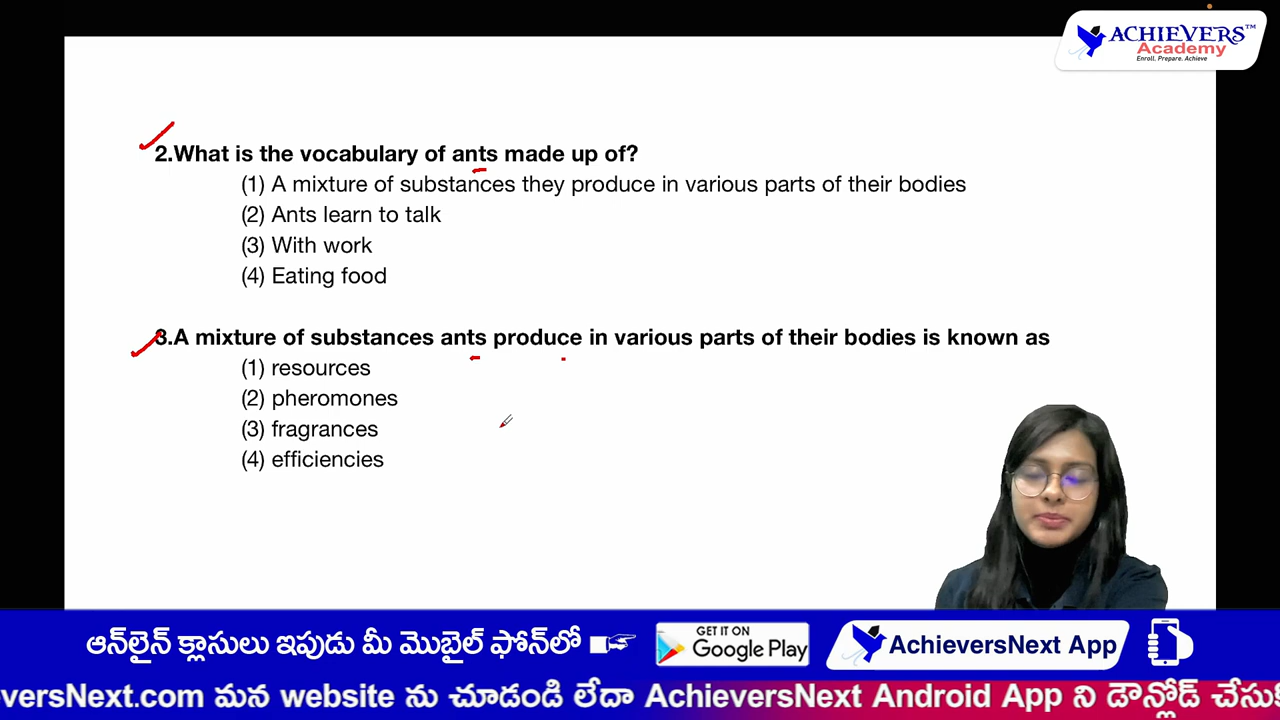 ACHIEVERS™
Academy
Enroll. Prepare. Achieve
2.What is the vocabulary of ants made up of?
(1) A mixture of substances they produce in various parts of their bodies
(2) Ants learn to talk
(3) With work
(4) Eating food
3.A mixture of substances ants produce in various parts of their bodies is known as
(1) resources
(2) pheromones
(3) fragrances
(4) efficiencies
ఆన్‌లైన్ క్లాసులు ఇపుడు మీ మొబైల్ ఫోన్‌లో
GET IT ON
Google Play
AchieversNext App
versNext.com మన website ను చూడండి లేదా AchieversNext Android App ని డౌన్లోడ్